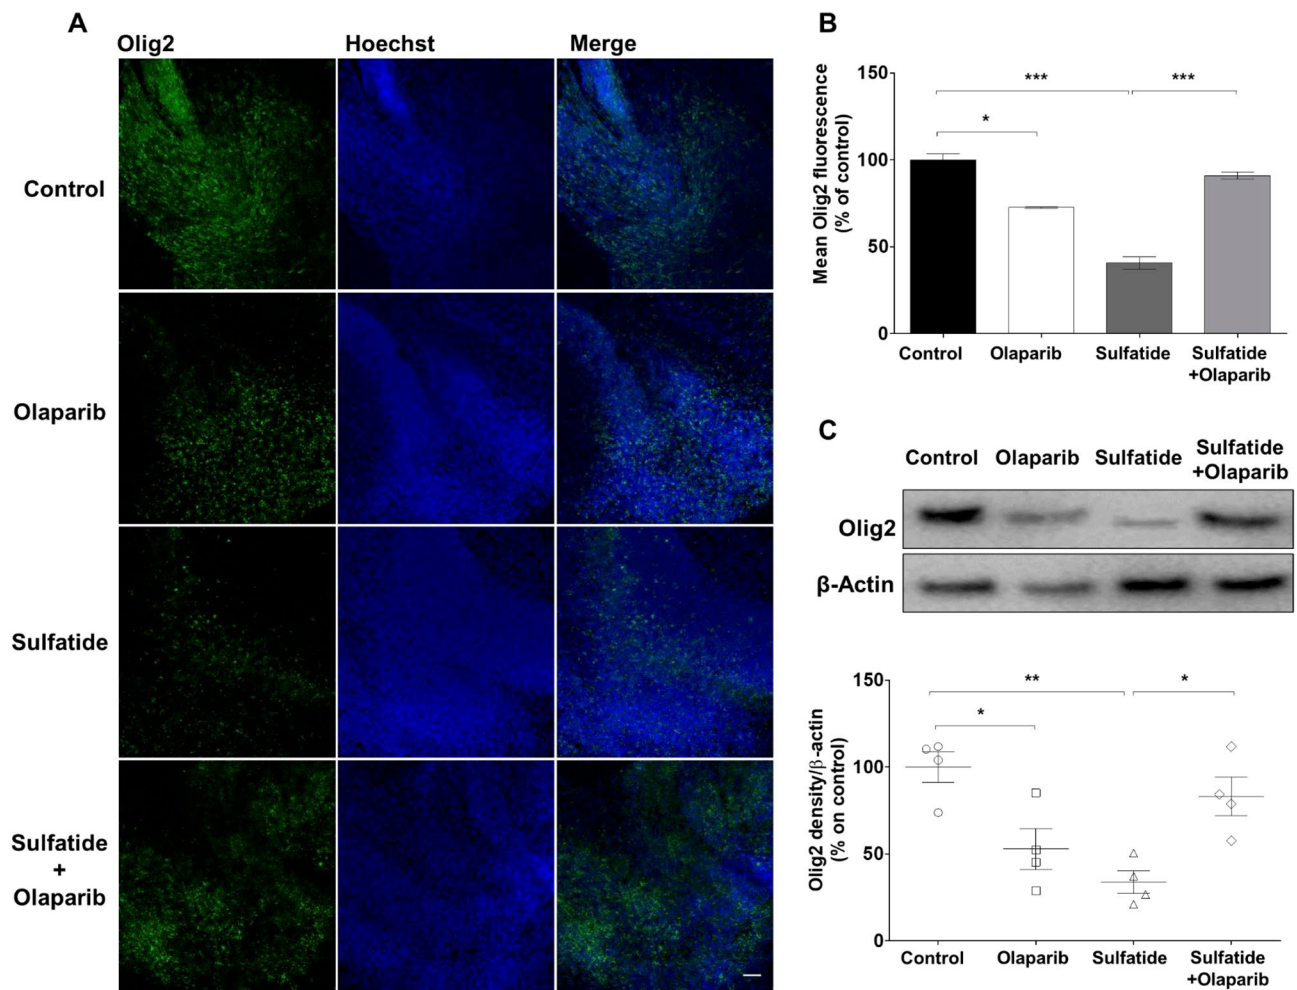 A
Olig2 Hoechst Merge
Control
Olaparib
Sulfatide
Sulfatide
+
Olaparib
B
Mean Olig2 fluorescence
(% of control)
150
100
50
0
***
***
*
Control Olaparib Sulfatide Sulfatide
+Olaparib
C
Control Olaparib Sulfatide Sulfatide
+Olaparib
Olig2
β-Actin
Olig2 density/β-actin
(% on control)
150
100
50
0
**
*
*
Control Olaparib Sulfatide Sulfatide
+Olaparib